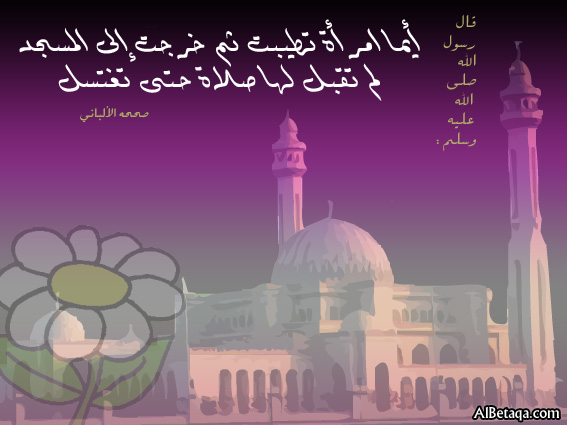 قال
رسول
الله
صلى
الله
عليه
وسلم :
أيما امرأة تطيبت ثم خرجت إلى المسجد
لم تقبل لها صلاة حتى تغتسل
صححه الألباني
AlBetaqa.com